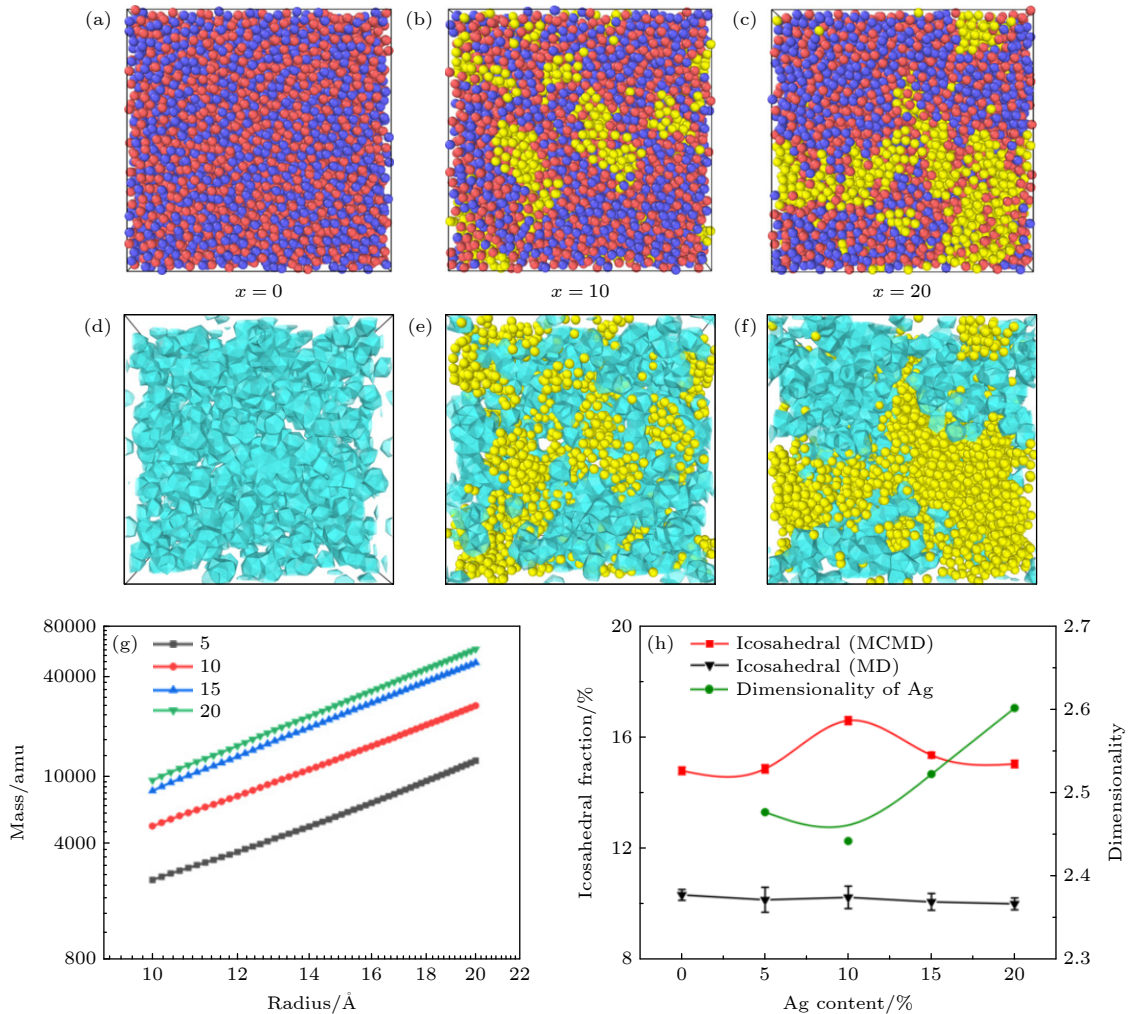 (a)
(b)
(c)
x = 0
x = 10
x = 20
(d)
(e)
(f)
(g)
5
10
15
20
80000
40000
10000
4000
800
Mass/amu
10
12
14
16
18
20
22
Radius/Å
(h)
Icosahedral (MCMD)
Icosahedral (MD)
Dimensionality of Ag
20
16
12
8
Icosahedral fraction/%
2.7
2.6
2.5
2.4
2.3
Dimensionality
0
5
10
15
20
Ag content/%